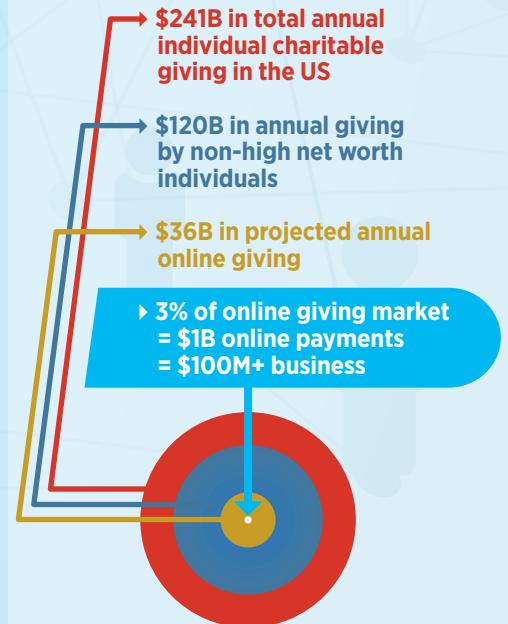 $241B in total annual
individual charitable
giving in the US
$120B in annual giving
by non-high net worth
individuals
$36B in projected annual
online giving
3% of online giving market
= $1B online payments
= $100M+ business